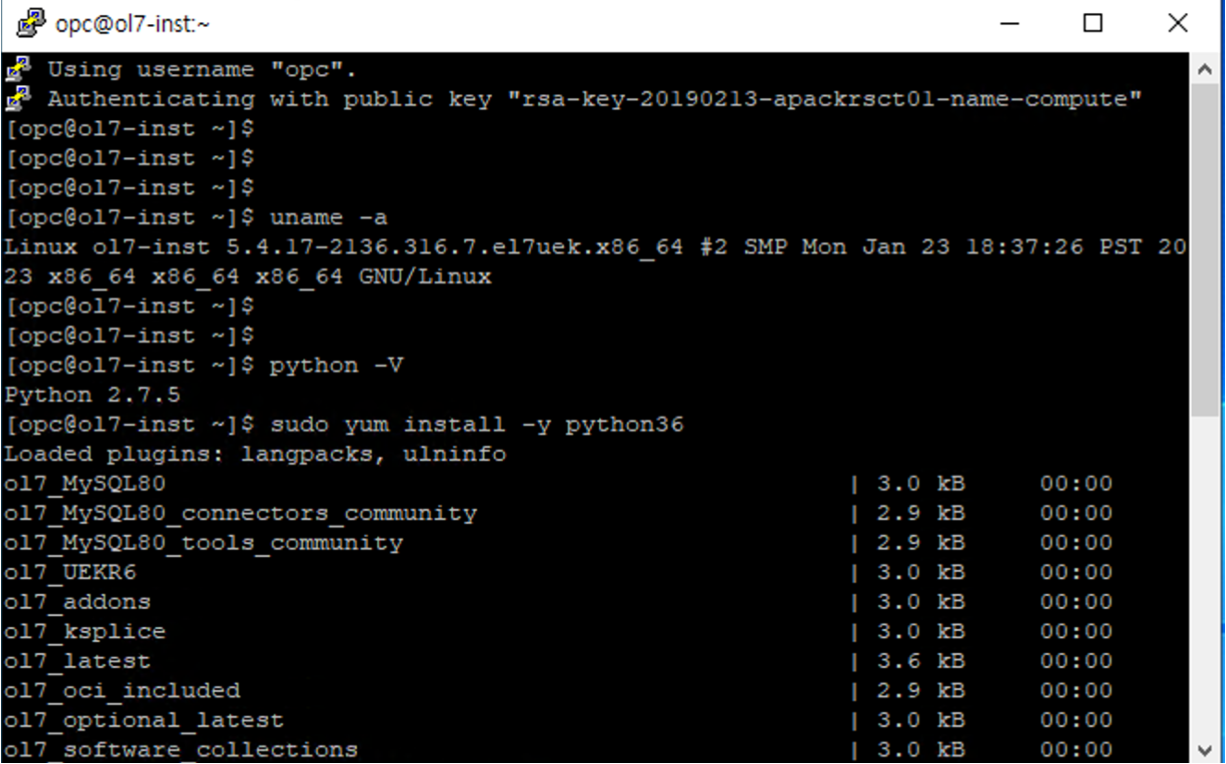 opc@ol7-inst:~
Using username "opc".
Authenticating with public key "rsa-key-20190213-apackrsct01-name-compute"
[opc@ol7-inst ~]$
[opc@ol7-inst ~]$
[opc@ol7-inst ~]$
[opc@ol7-inst ~]$ uname -a
Linux ol7-inst 5.4.17-2136.316.7.el7uek.x86_64 #2 SMP Mon Jan 23 18:37:26 PST 20
23 x86_64 x86_64 x86_64 GNU/Linux
[opc@ol7-inst ~]$
[opc@ol7-inst ~]$
[opc@ol7-inst ~]$ python -V
Python 2.7.5
[opc@ol7-inst ~]$ sudo yum install -y python36
Loaded plugins: langpacks, ulninfo
ol7_MySQL80 | 3.0 kB 00:00
ol7_MySQL80_connectors_community | 2.9 kB 00:00
ol7_MySQL80_tools_community | 2.9 kB 00:00
ol7_UEKR6 | 3.0 kB 00:00
ol7_addons | 3.0 kB 00:00
ol7_ksplice | 3.0 kB 00:00
ol7_latest | 3.6 kB 00:00
ol7_oci_included | 2.9 kB 00:00
ol7_optional_latest | 3.0 kB 00:00
ol7_software_collections | 3.0 kB 00:00